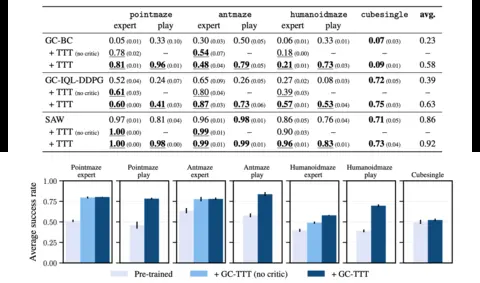 pointmaze antmaze humanoidmaze cubesingle avg.
expert play expert play expert play
GC-BC 0.05 (0.01) 0.33 (0.10) 0.30 (0.03) 0.50 (0.05) 0.06 (0.01) 0.33 (0.01) 0.07 (0.03) 0.23
+ TTT (no critic) 0.78 (0.02) – 0.54 (0.07) – 0.18 (0.00) – –
+ TTT 0.81 (0.01) 0.96 (0.01) 0.48 (0.04) 0.79 (0.05) 0.21 (0.01) 0.73 (0.03) 0.09 (0.01) 0.58
GC-IQL-DDPG 0.52 (0.04) 0.24 (0.07) 0.65 (0.09) 0.26 (0.05) 0.27 (0.02) 0.08 (0.03) 0.72 (0.05) 0.39
+ TTT (no critic) 0.61 (0.03) – 0.80 (0.04) – 0.39 (0.03) – –
+ TTT 0.60 (0.00) 0.41 (0.03) 0.87 (0.03) 0.73 (0.06) 0.57 (0.01) 0.53 (0.04) 0.75 (0.03) 0.63
SAW 0.97 (0.01) 0.81 (0.04) 0.96 (0.01) 0.98 (0.01) 0.86 (0.05) 0.76 (0.04) 0.71 (0.05) 0.86
+ TTT (no critic) 1.00 (0.00) – 0.99 (0.01) – 0.90 (0.03) – –
+ TTT 1.00 (0.00) 0.98 (0.00) 0.99 (0.01) 0.99 (0.01) 0.96 (0.01) 0.83 (0.01) 0.73 (0.04) 0.92
Pointmaze expert Pointmaze play Antmaze expert Antmaze play Humanoidmaze expert Humanoidmaze play Cubesingle
Average success rate
1.00
0.75
0.50
0.25
0.00
Pre-trained + GC-TTT (no critic) + GC-TTT